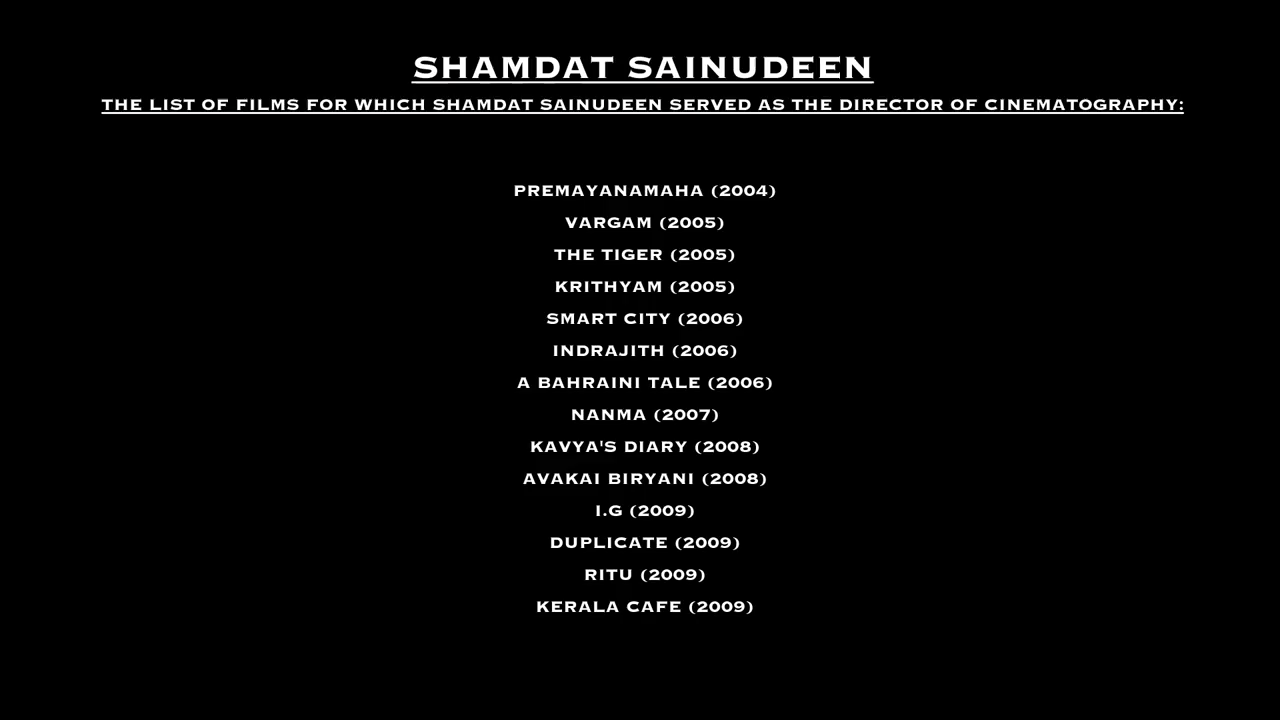 SHAMDAT SAINUDEEN
THE LIST OF FILMS FOR WHICH SHAMDAT SAINUDEEN SERVED AS THE DIRECTOR OF CINEMATOGRAPHY:
PREMAYANAMAHA (2004)
VARGAM (2005)
THE TIGER (2005)
KRITHYAM (2005)
SMART CITY (2006)
INDRAJITH (2006)
A BAHRAINI TALE (2006)
NANMA (2007)
KAVYA'S DIARY (2008)
AVAKAI BIRYANI (2008)
I.G (2009)
DUPLICATE (2009)
RITU (2009)
KERALA CAFE (2009)